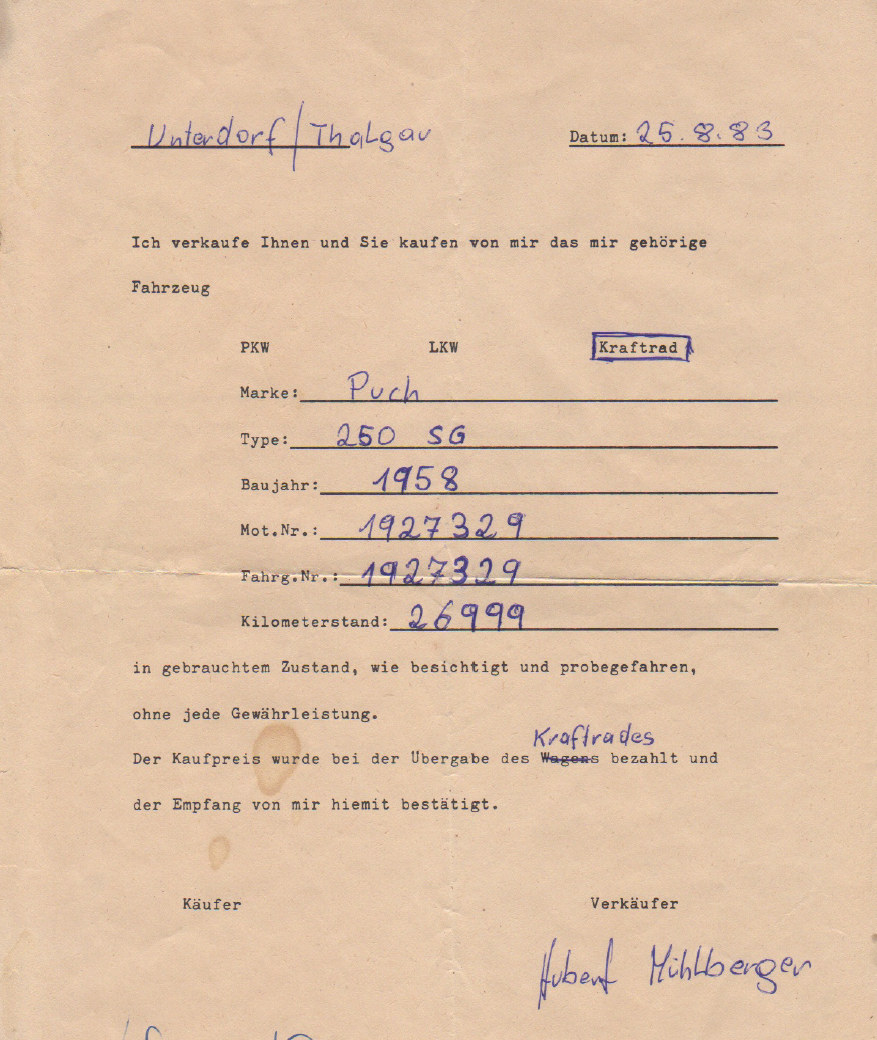 Unterdorf/Thalgau Datum: 25.8.83
Ich verkaufe Ihnen und Sie kaufen von mir das mir gehörige
Fahrzeug
PKW LKW Kraftrad
Marke: Puch
Type: 250 SG
Baujahr: 1958
Mot.Nr.: 1927329
Fahrg.Nr.: 1927329
Kilometerstand: 26999
in gebrauchtem Zustand, wie besichtigt und probegefahren,
ohne jede Gewährleistung.
Kraftrades
Der Kaufpreis wurde bei der Übergabe des Wagens bezahlt und
der Empfang von mir hiemit bestätigt.
Käufer Verkäufer
Hubert Mühlberger